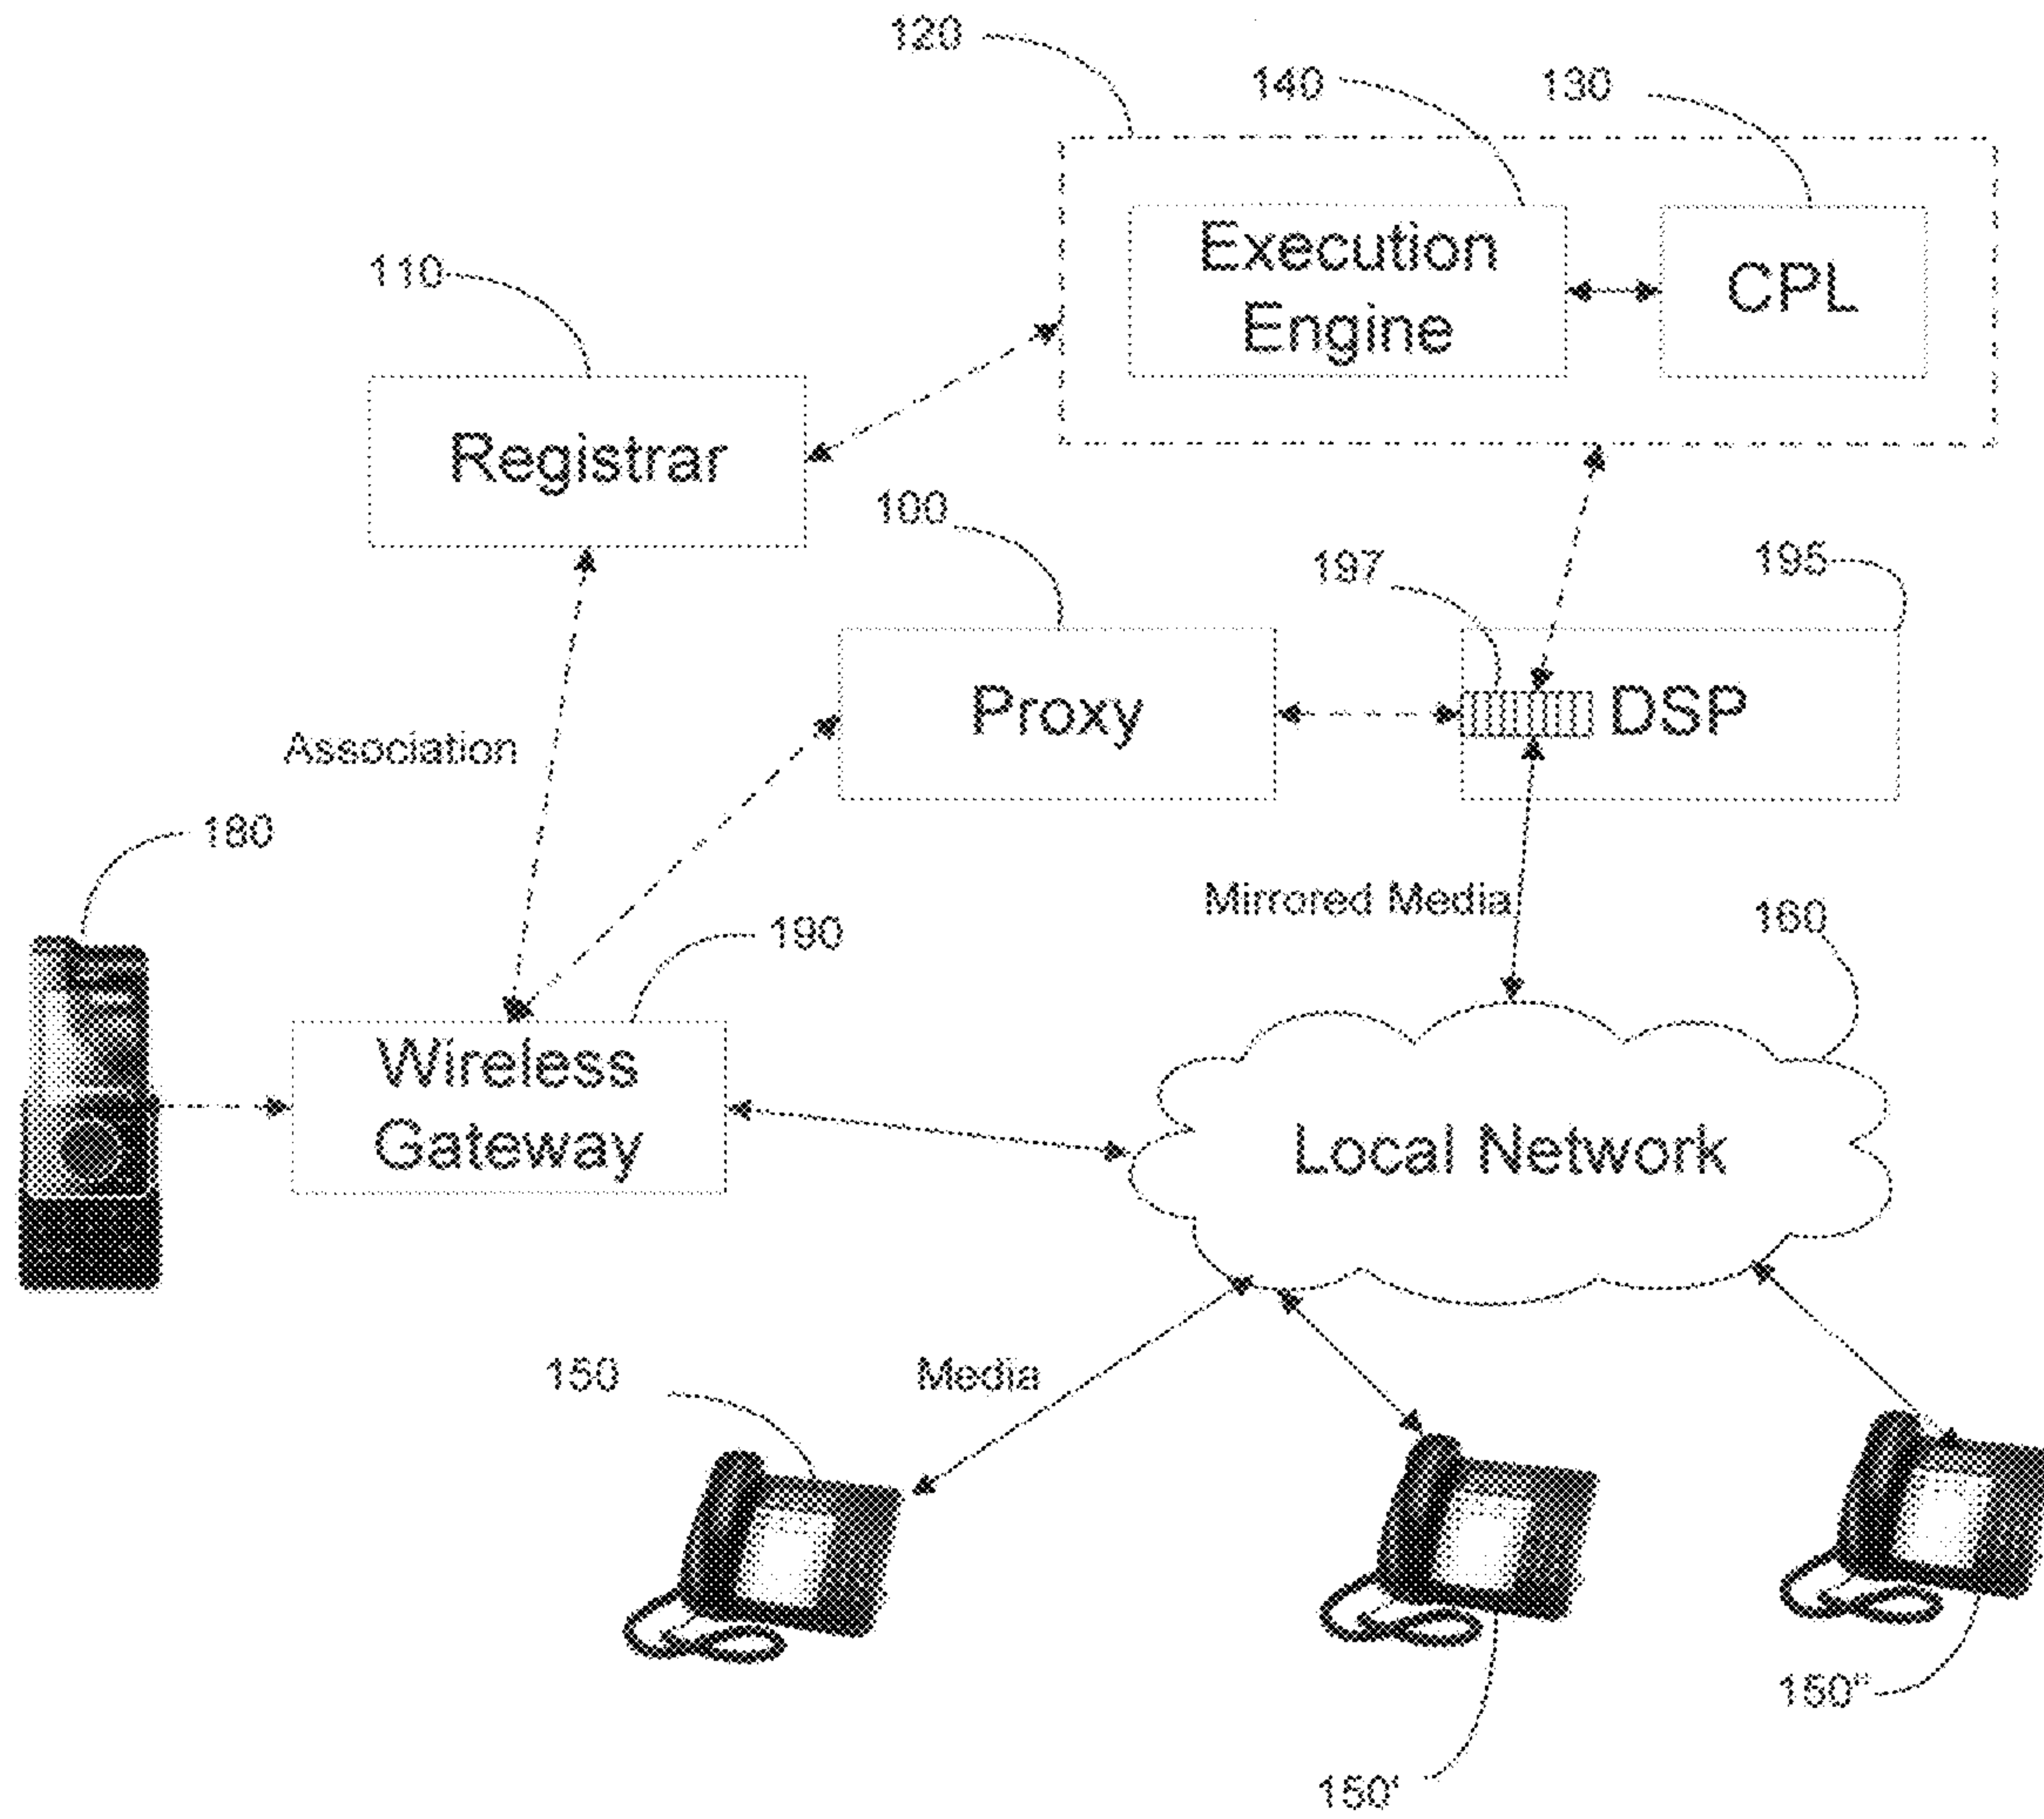 120
140
130
Execution
Engine
CPL
110
Registrar
100
197
195
Proxy
DSP
Association
180
Mirrored Media
160
190
Wireless
Gateway
Local Network
150
Media
150'
150"